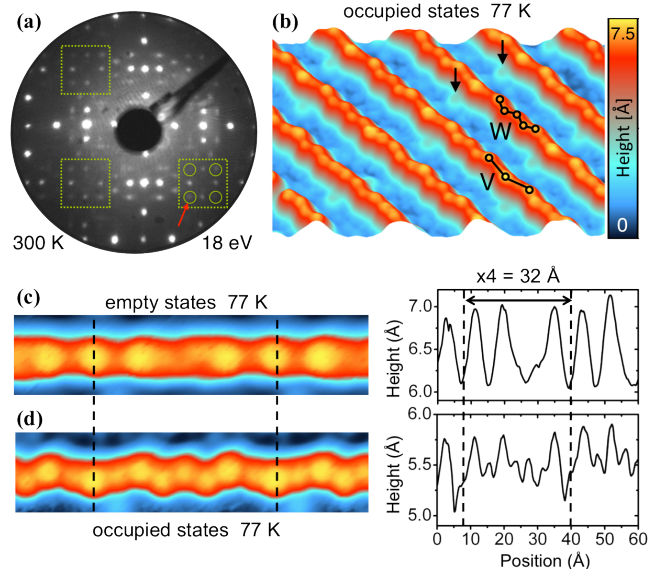 (a)
300 K
18 eV
(b)
occupied states 77 K
W
V
7.5
Height [Å]
0
(c)
empty states 77 K
(d)
occupied states 77 K
x4 = 32 Å
Height (Å)
7.0
6.5
6.0
Height (Å)
6.0
5.5
5.0
0 10 20 30 40 50 60
Position (Å)